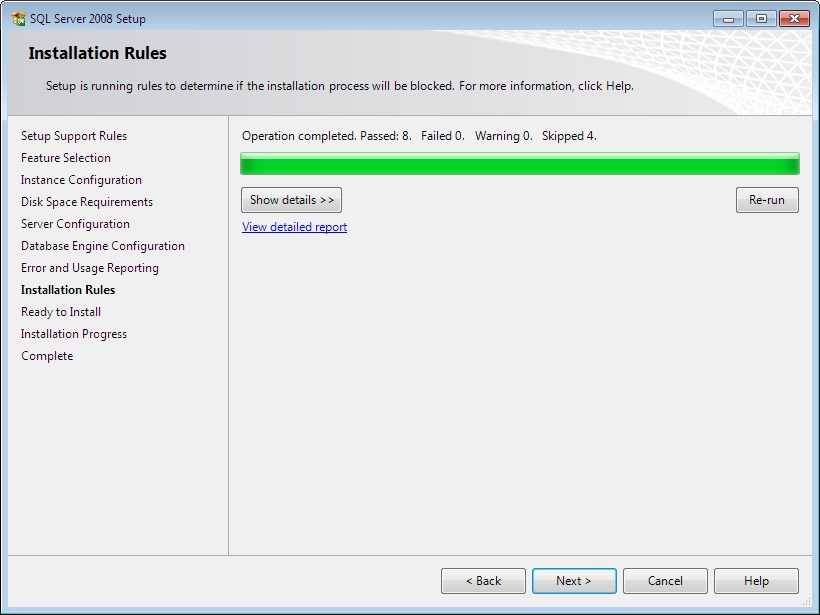 SQL Server 2008 Setup
Installation Rules
Setup is running rules to determine if the installation process will be blocked. For more information, click Help.
Setup Support Rules
Feature Selection
Instance Configuration
Disk Space Requirements
Server Configuration
Database Engine Configuration
Error and Usage Reporting
Installation Rules
Ready to Install
Installation Progress
Complete
Operation completed. Passed: 8.   Failed 0.   Warning 0.   Skipped 4.
Show details >>
Re-run
View detailed report
< Back
Next >
Cancel
Help